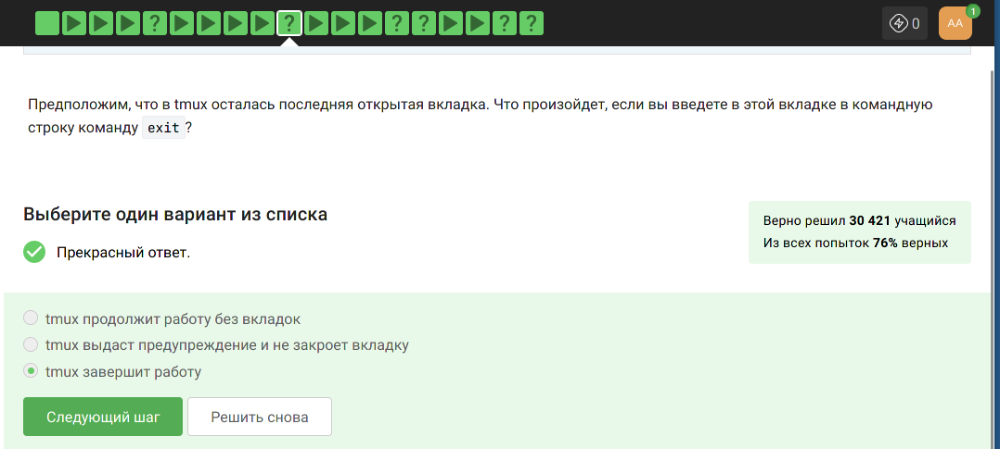 ? ? ? ? ? ?
0
AA
1
Предположим, что в tmux осталась последняя открытая вкладка. Что произойдет, если вы введете в этой вкладке в командную
строку команду exit ?
Выберите один вариант из списка
Прекрасный ответ.
Верно решил 30 421 учащийся
Из всех попыток 76% верных
tmux продолжит работу без вкладок
tmux выдаст предупреждение и не закроет вкладку
tmux завершит работу
Следующий шаг
Решить снова